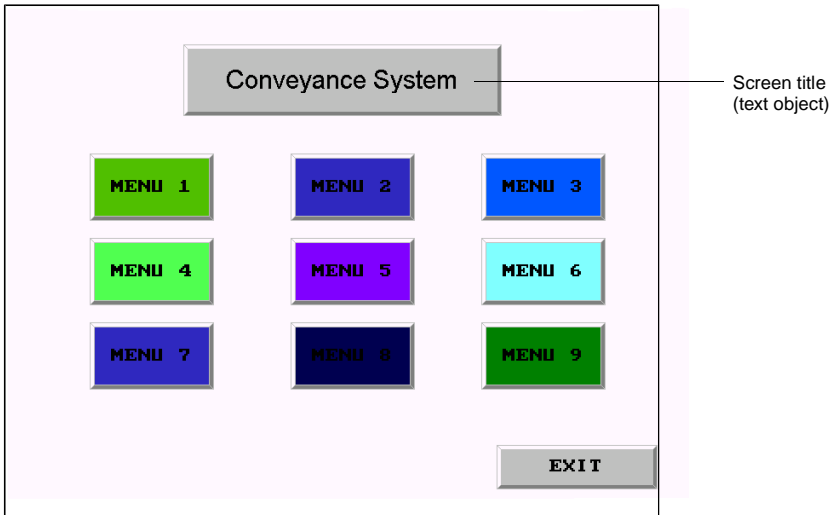 Conveyance System
Screen title
(text object)
MENU 1
MENU 2
MENU 3
MENU 4
MENU 5
MENU 6
MENU 7
MENU 8
MENU 9
EXIT